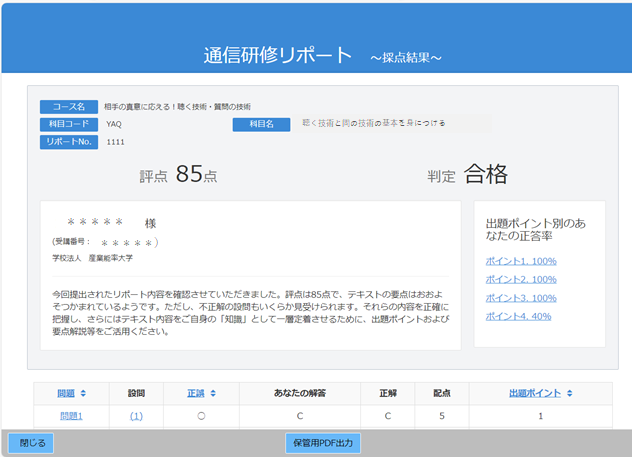 通信研修リポート ～採点結果～
コース名 相手の真意に応える！聴く技術・質問の技術
科目コード YAQ 科目名 聴く技術と問の技術の基本を身につける
リポートNo. 1111
評点 85点 判定 合格
＊＊＊＊＊ 様
(受講番号： ＊＊＊＊＊)
学校法人 産業能率大学
今回提出されたリポート内容を確認させていただきました。評点は85点で、テキストの要点はおおよ
そつかまれているようです。ただし、不正解の設問もいくらか見受けられます。それらの内容を正確に
把握し、さらにはテキスト内容をご自身の「知識」として一層定着させるために、出題ポイントおよび
要点解説等をご活用ください。
出題ポイント別のあ
なたの正答率
ポイント1. 100%
ポイント2. 100%
ポイント3. 100%
ポイント4. 40%
問題 設問 正誤 あなたの解答 正解 配点 出題ポイント
問題1 (1) ○ C C 5 1
閉じる 保管用PDF出力